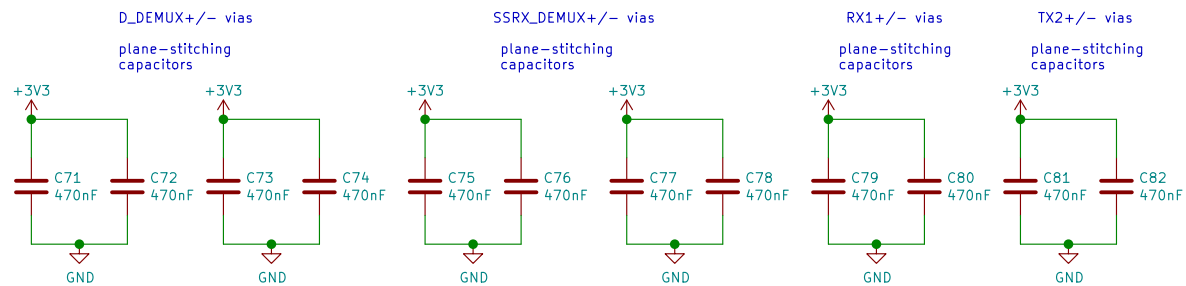 D_DEMUX+/- vias
SSRX_DEMUX+/- vias
RX1+/- vias
TX2+/- vias
plane-stitching
capacitors
plane-stitching
capacitors
plane-stitching
capacitors
plane-stitching
capacitors
+3V3
+3V3
+3V3
+3V3
+3V3
+3V3
C71
470nF
C72
470nF
C73
470nF
C74
470nF
C75
470nF
C76
470nF
C77
470nF
C78
470nF
C79
470nF
C80
470nF
C81
470nF
C82
470nF
GND
GND
GND
GND
GND
GND